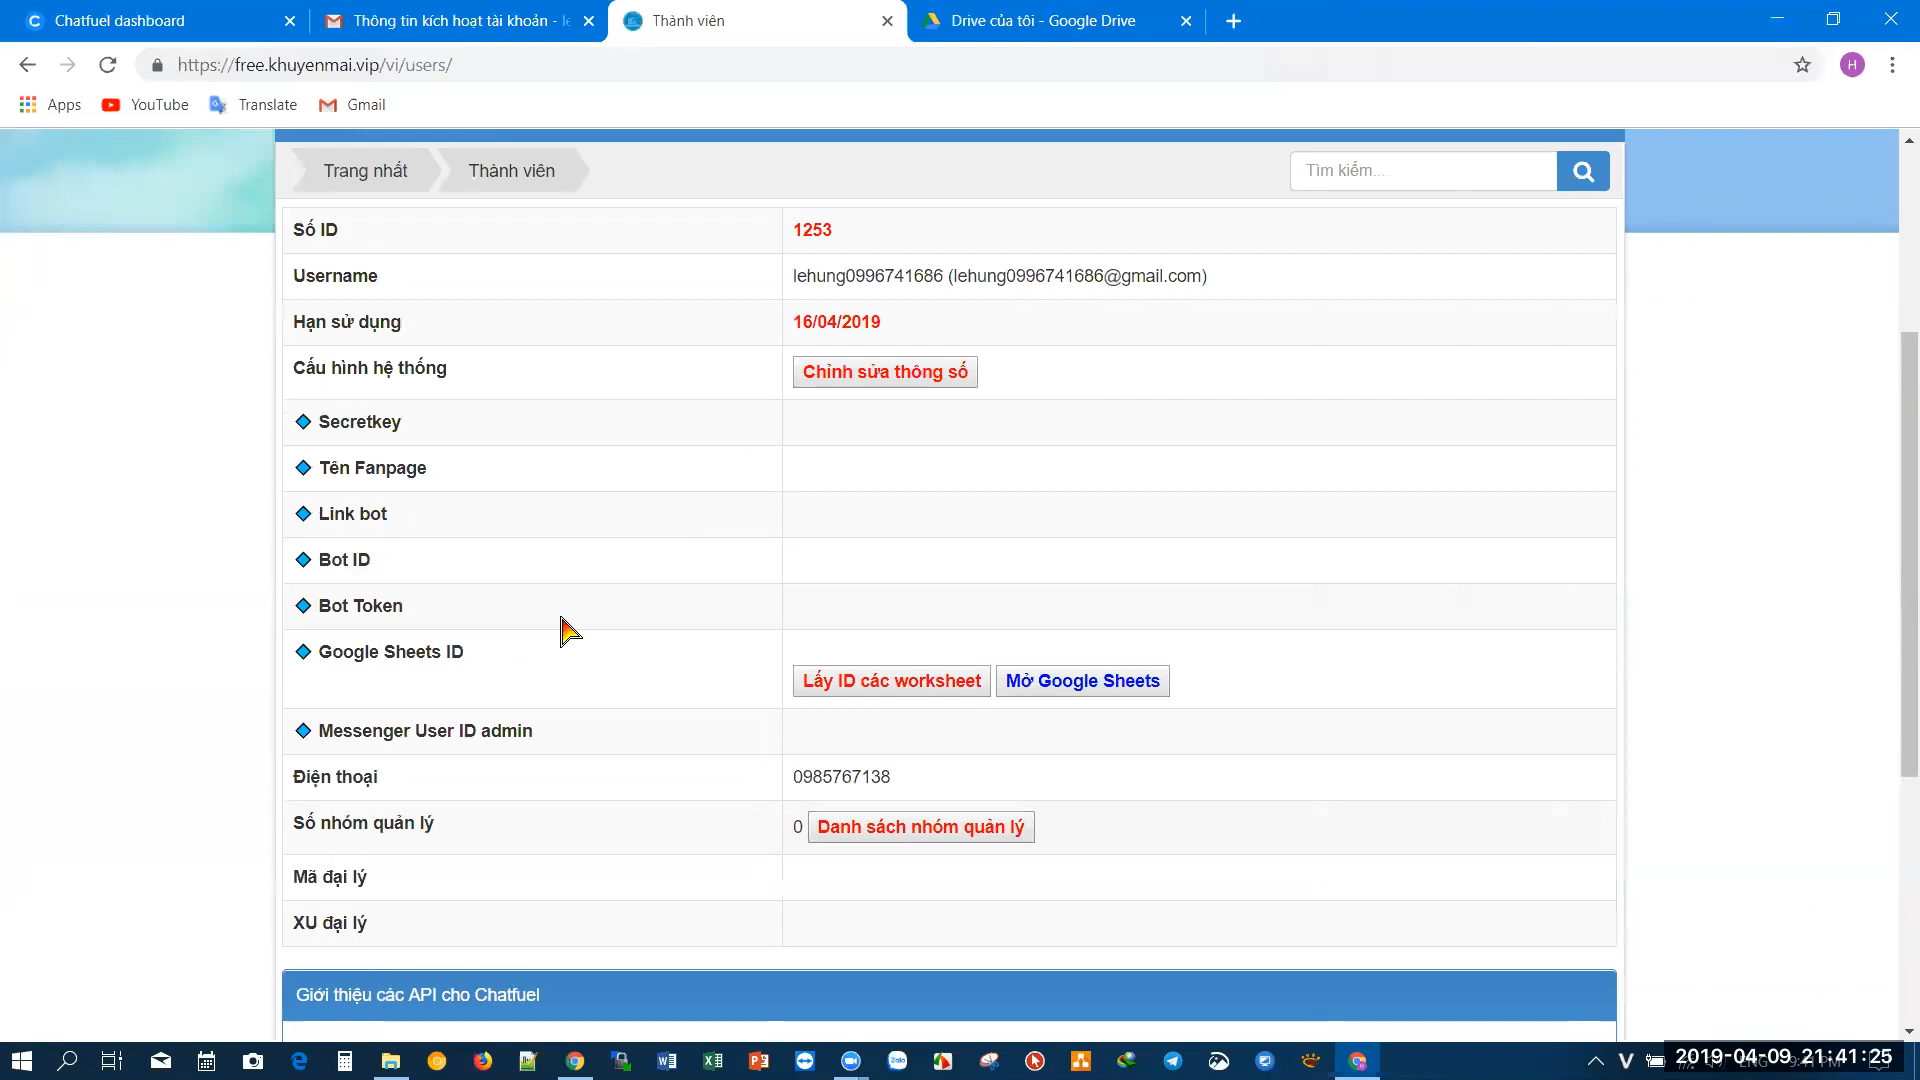 Chatfuel dashboard
Thông tin kích hoạt tài khoản - le
Thành viên
Drive của tôi - Google Drive
https://free.khuyenmai.vip/vi/users/
H
Apps
YouTube
Translate
Gmail
Trang nhất
Thành viên
Tìm kiếm...
Số ID
1253
Username
lehung0996741686 (lehung0996741686@gmail.com)
Hạn sử dụng
16/04/2019
Cấu hình hệ thống
Chỉnh sửa thông số
Secretkey
Tên Fanpage
Link bot
Bot ID
Bot Token
Google Sheets ID
Lấy ID các worksheet
Mở Google Sheets
Messenger User ID admin
Điện thoại
0985767138
Số nhóm quản lý
0 Danh sách nhóm quản lý
Mã đại lý
XU đại lý
Giới thiệu các API cho Chatfuel
2019-04-09 21:41:25